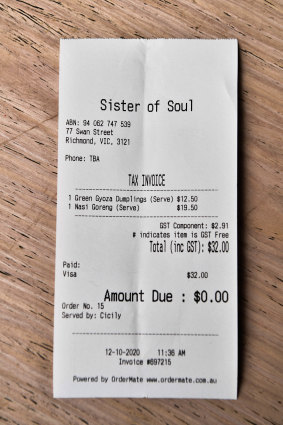 Sister of Soul
ABN: 94 062 747 539
77 Swan Street
Richmond, VIC, 3121
Phone: TBA
TAX INVOICE
1 Green Gyoza Dumplings (Serve) $12.50
1 Nasi Goreng (Serve) $19.50
GST Component: $2.91
# indicates item is GST Free
Total (inc GST): $32.00
Paid:
Visa $32.00
Amount Due : $0.00
Order No. 15
Served by: Cicily
12-10-2020 11:36 AM
Invoice #697215
Powered by OrderMate www.ordermate.com.au